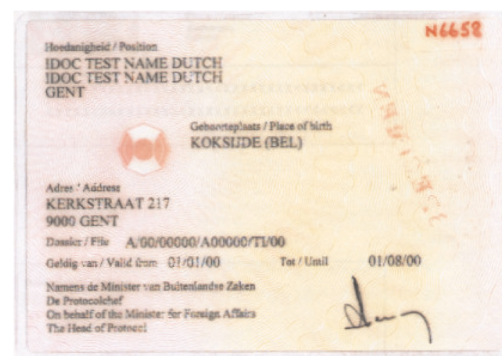 N6658
Hoedanigheid / Position
IDOC TEST NAME DUTCH
IDOC TEST NAME DUTCH
GENT
Geboorteplaats / Place of birth
KOKSIJDE (BEL)
Adres / Address
KERKSTRAAT 217
9000 GENT
Dossier / File A/00/00000/A00000/TI/00
Geldig van / Valid from 01/01/00 Tot / Until 01/08/00
Namens de Minister van Buitenlandse Zaken
De Protocolchef
On behalf of the Minister for Foreign Affairs
The Head of Protocol